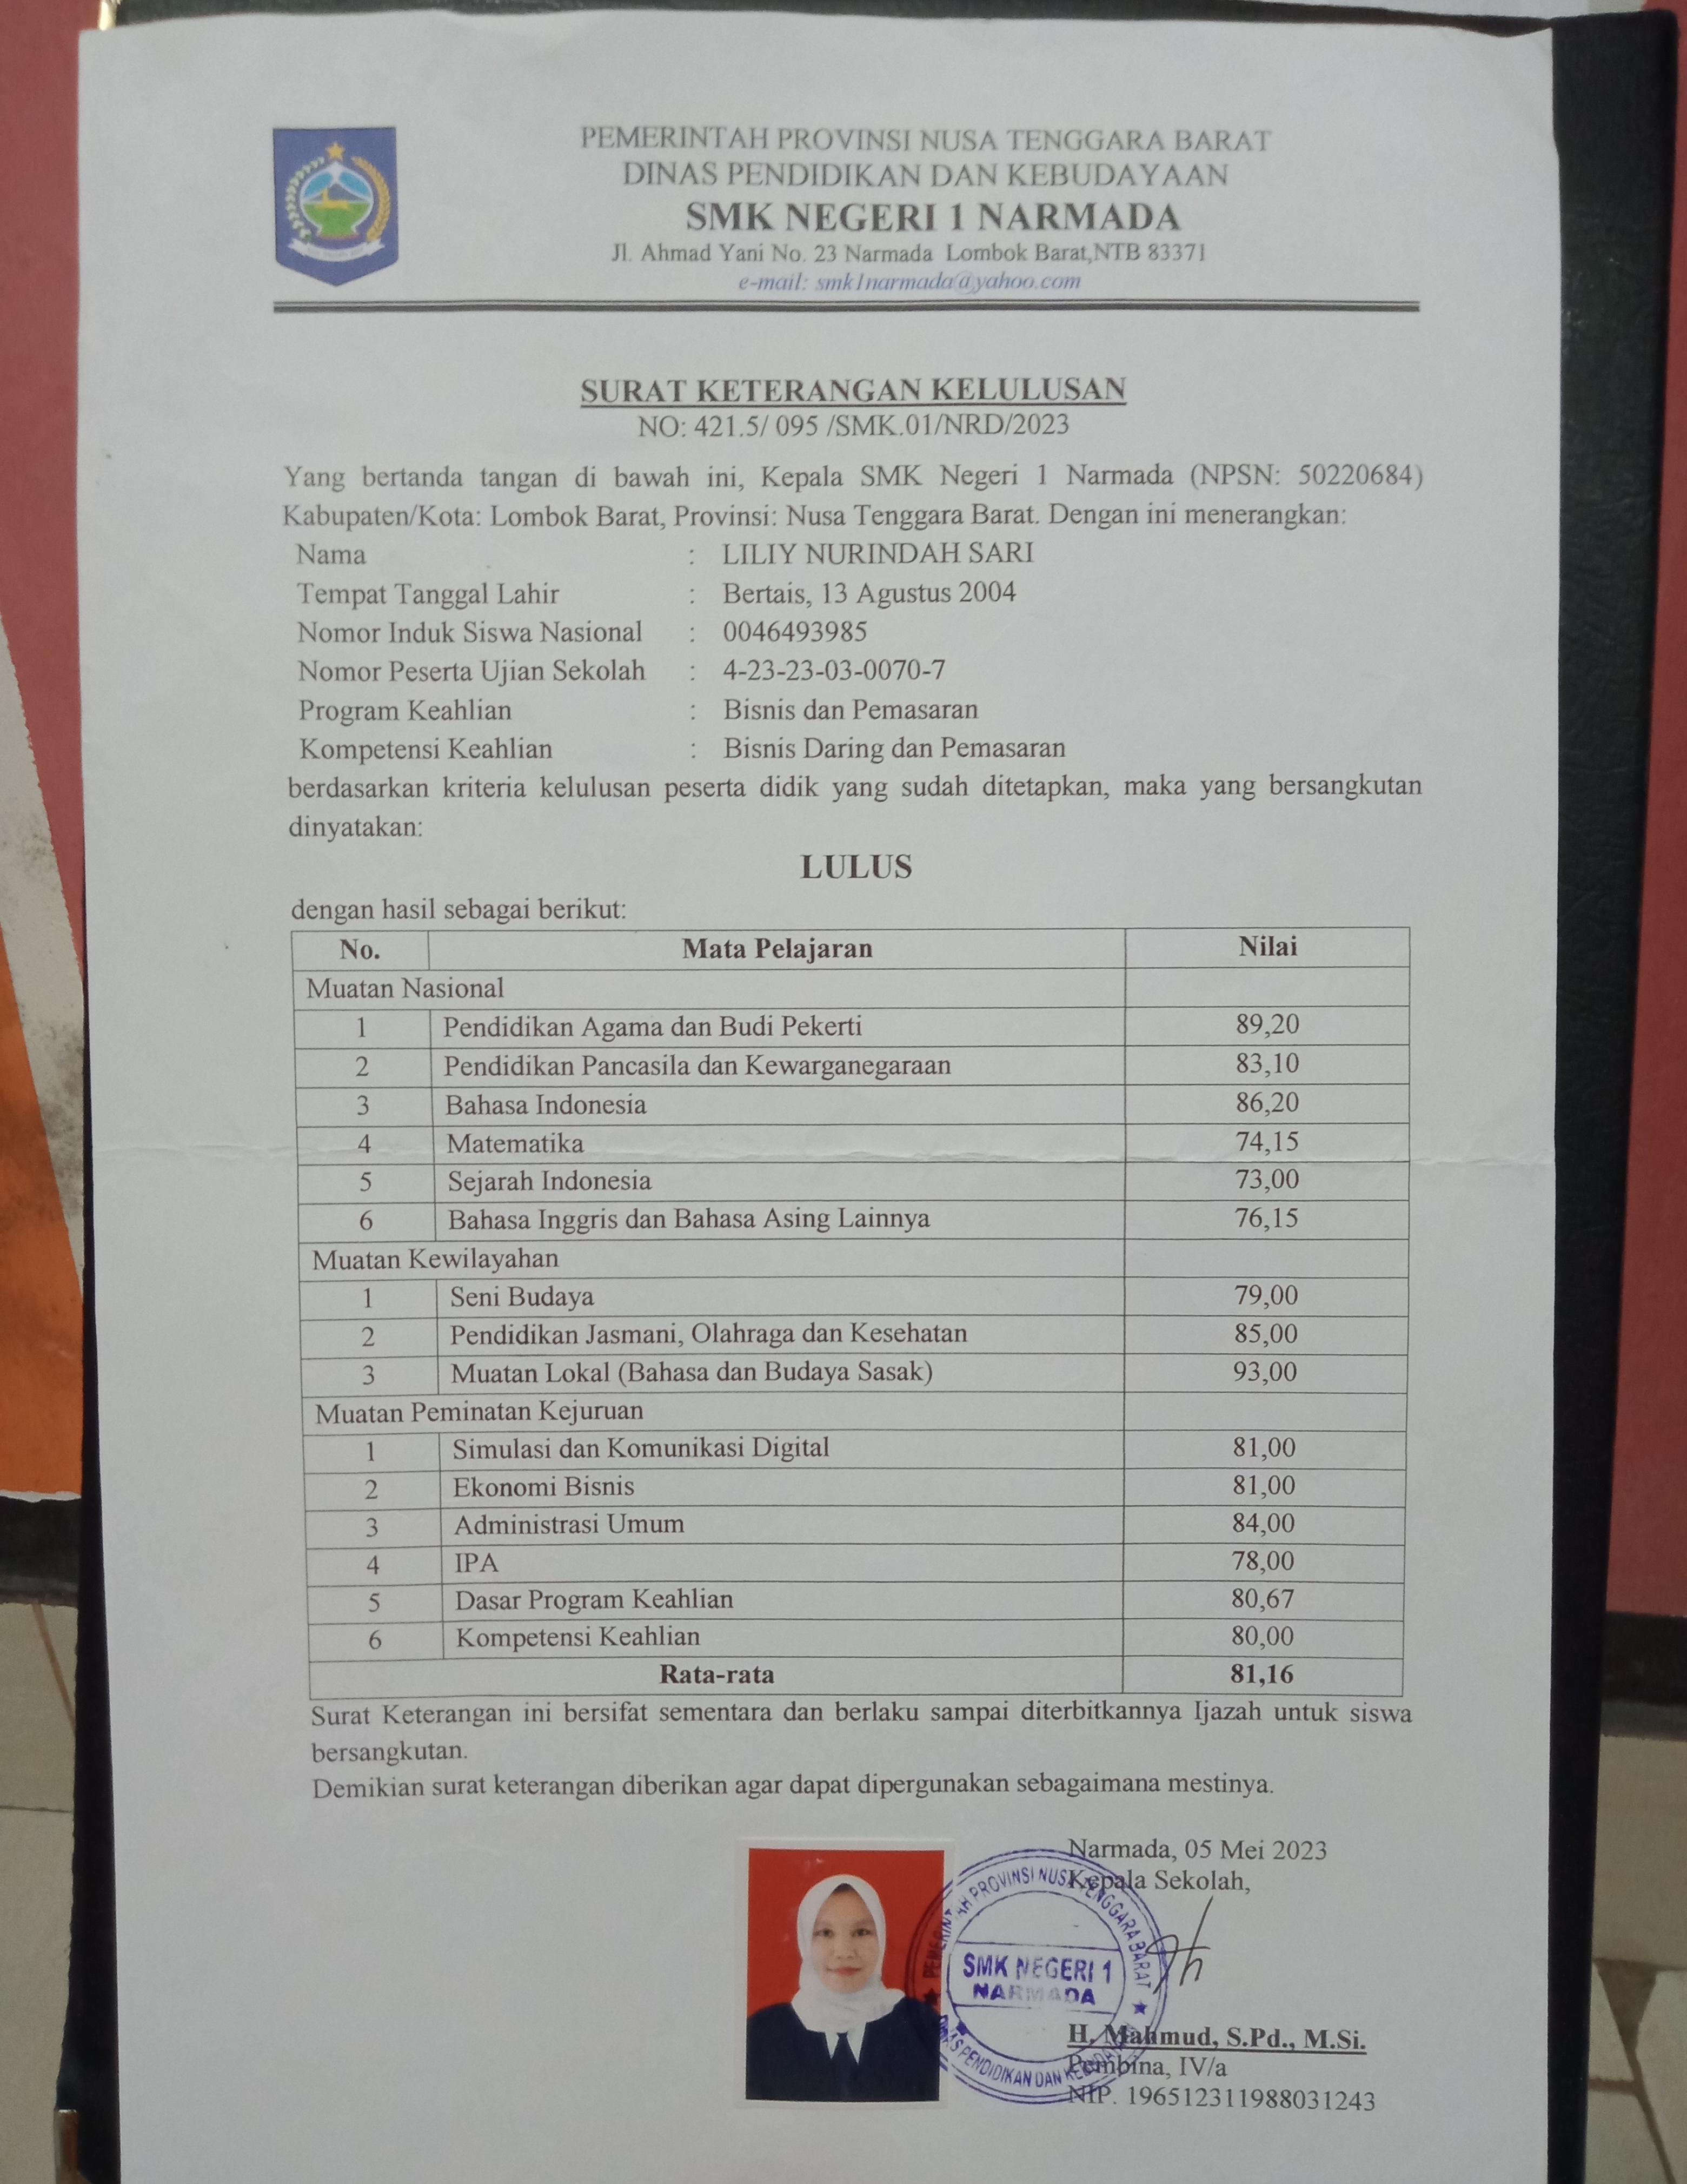 PEMERINTAH PROVINSI NUSA TENGGARA BARAT
DINAS PENDIDIKAN DAN KEBUDAYAAN
SMK NEGERI 1 NARMADA
Jl. Ahmad Yani No. 23 Narmada Lombok Barat,NTB 83371
e-mail: smk1narmada@yahoo.com
SURAT KETERANGAN KELULUSAN
NO: 421.5/ 095 /SMK.01/NRD/2023
Yang bertanda tangan di bawah ini, Kepala SMK Negeri 1 Narmada (NPSN: 50220684)
Kabupaten/Kota: Lombok Barat, Provinsi: Nusa Tenggara Barat. Dengan ini menerangkan:
Nama : LILIY NURINDAH SARI
Tempat Tanggal Lahir : Bertais, 13 Agustus 2004
Nomor Induk Siswa Nasional : 0046493985
Nomor Peserta Ujian Sekolah : 4-23-23-03-0070-7
Program Keahlian : Bisnis dan Pemasaran
Kompetensi Keahlian : Bisnis Daring dan Pemasaran
berdasarkan kriteria kelulusan peserta didik yang sudah ditetapkan, maka yang bersangkutan
dinyatakan:
LULUS
dengan hasil sebagai berikut:
No. Mata Pelajaran Nilai
Muatan Nasional
1 Pendidikan Agama dan Budi Pekerti 89,20
2 Pendidikan Pancasila dan Kewarganegaraan 83,10
3 Bahasa Indonesia 86,20
4 Matematika 74,15
5 Sejarah Indonesia 73,00
6 Bahasa Inggris dan Bahasa Asing Lainnya 76,15
Muatan Kewilayahan
1 Seni Budaya 79,00
2 Pendidikan Jasmani, Olahraga dan Kesehatan 85,00
3 Muatan Lokal (Bahasa dan Budaya Sasak) 93,00
Muatan Peminatan Kejuruan
1 Simulasi dan Komunikasi Digital 81,00
2 Ekonomi Bisnis 81,00
3 Administrasi Umum 84,00
4 IPA 78,00
5 Dasar Program Keahlian 80,67
6 Kompetensi Keahlian 80,00
Rata-rata 81,16
Surat Keterangan ini bersifat sementara dan berlaku sampai diterbitkannya Ijazah untuk siswa
bersangkutan.
Demikian surat keterangan diberikan agar dapat dipergunakan sebagaimana mestinya.
Narmada, 05 Mei 2023
Kepala Sekolah,
PEMERINTAH PROVINSI NUSA TENGGARA BARAT
SMK NEGERI 1
NARMADA
DINAS PENDIDIKAN DAN KEBUDAYAAN
H. Mahmud, S.Pd., M.Si.
Pembina, IV/a
NIP. 196512311988031243